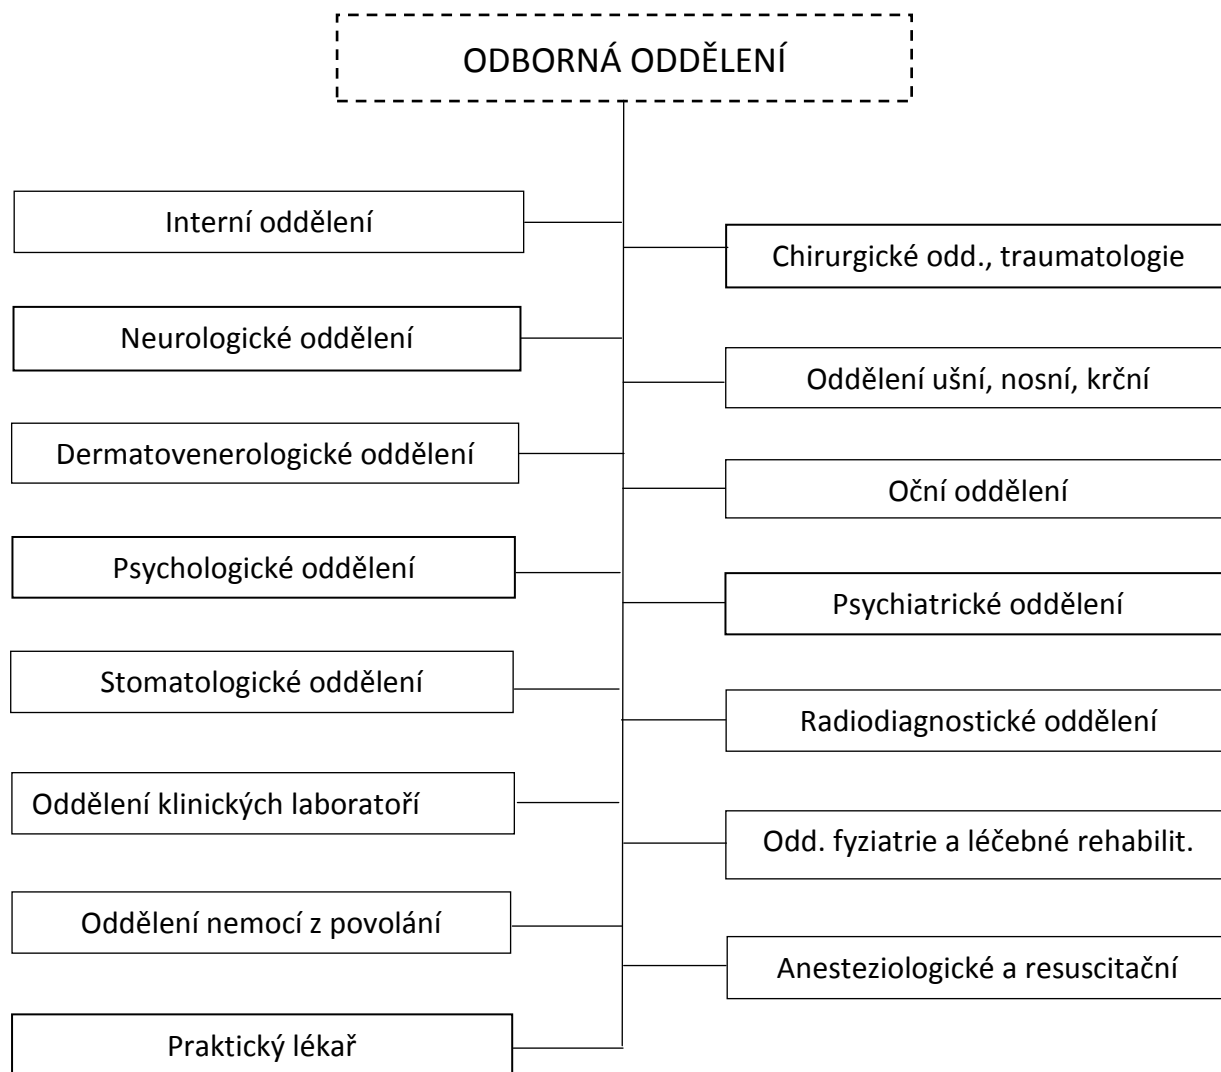 ODBORNÁ ODDĚLENÍ
Interní oddělení
Chirurgické odd., traumatologie
Neurologické oddělení
Oddělení ušní, nosní, krční
Dermatovenerologické oddělení
Oční oddělení
Psychologické oddělení
Psychiatrické oddělení
Stomatologické oddělení
Radiodiagnostické oddělení
Oddělení klinických laboratoří
Odd. fyziatrie a léčebné rehabilit.
Oddělení nemocí z povolání
Anesteziologické a resuscitační
Praktický lékař